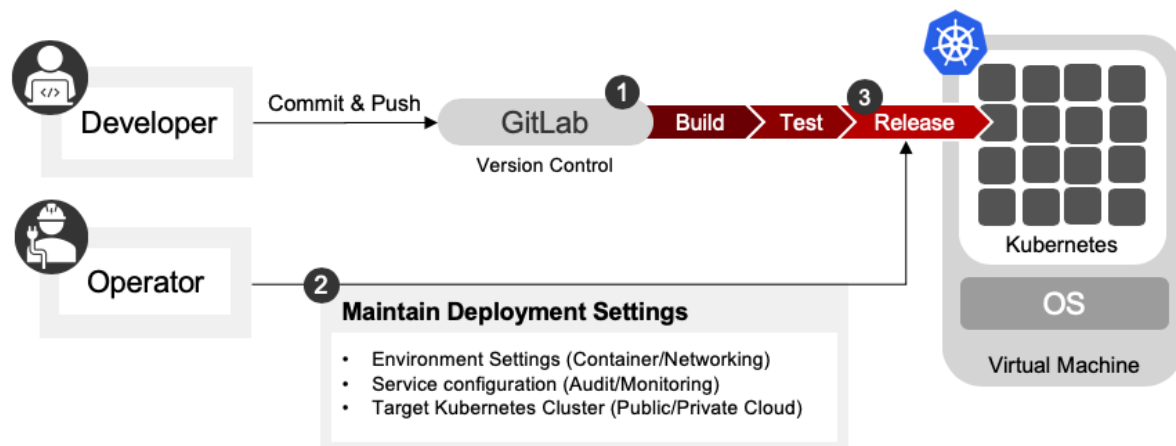 Developer
</>
Commit & Push
GitLab
1
Version Control
Build
Test
3
Release
Kubernetes
OS
Virtual Machine
Operator
2
Maintain Deployment Settings
• Environment Settings (Container/Networking)
• Service configuration (Audit/Monitoring)
• Target Kubernetes Cluster (Public/Private Cloud)